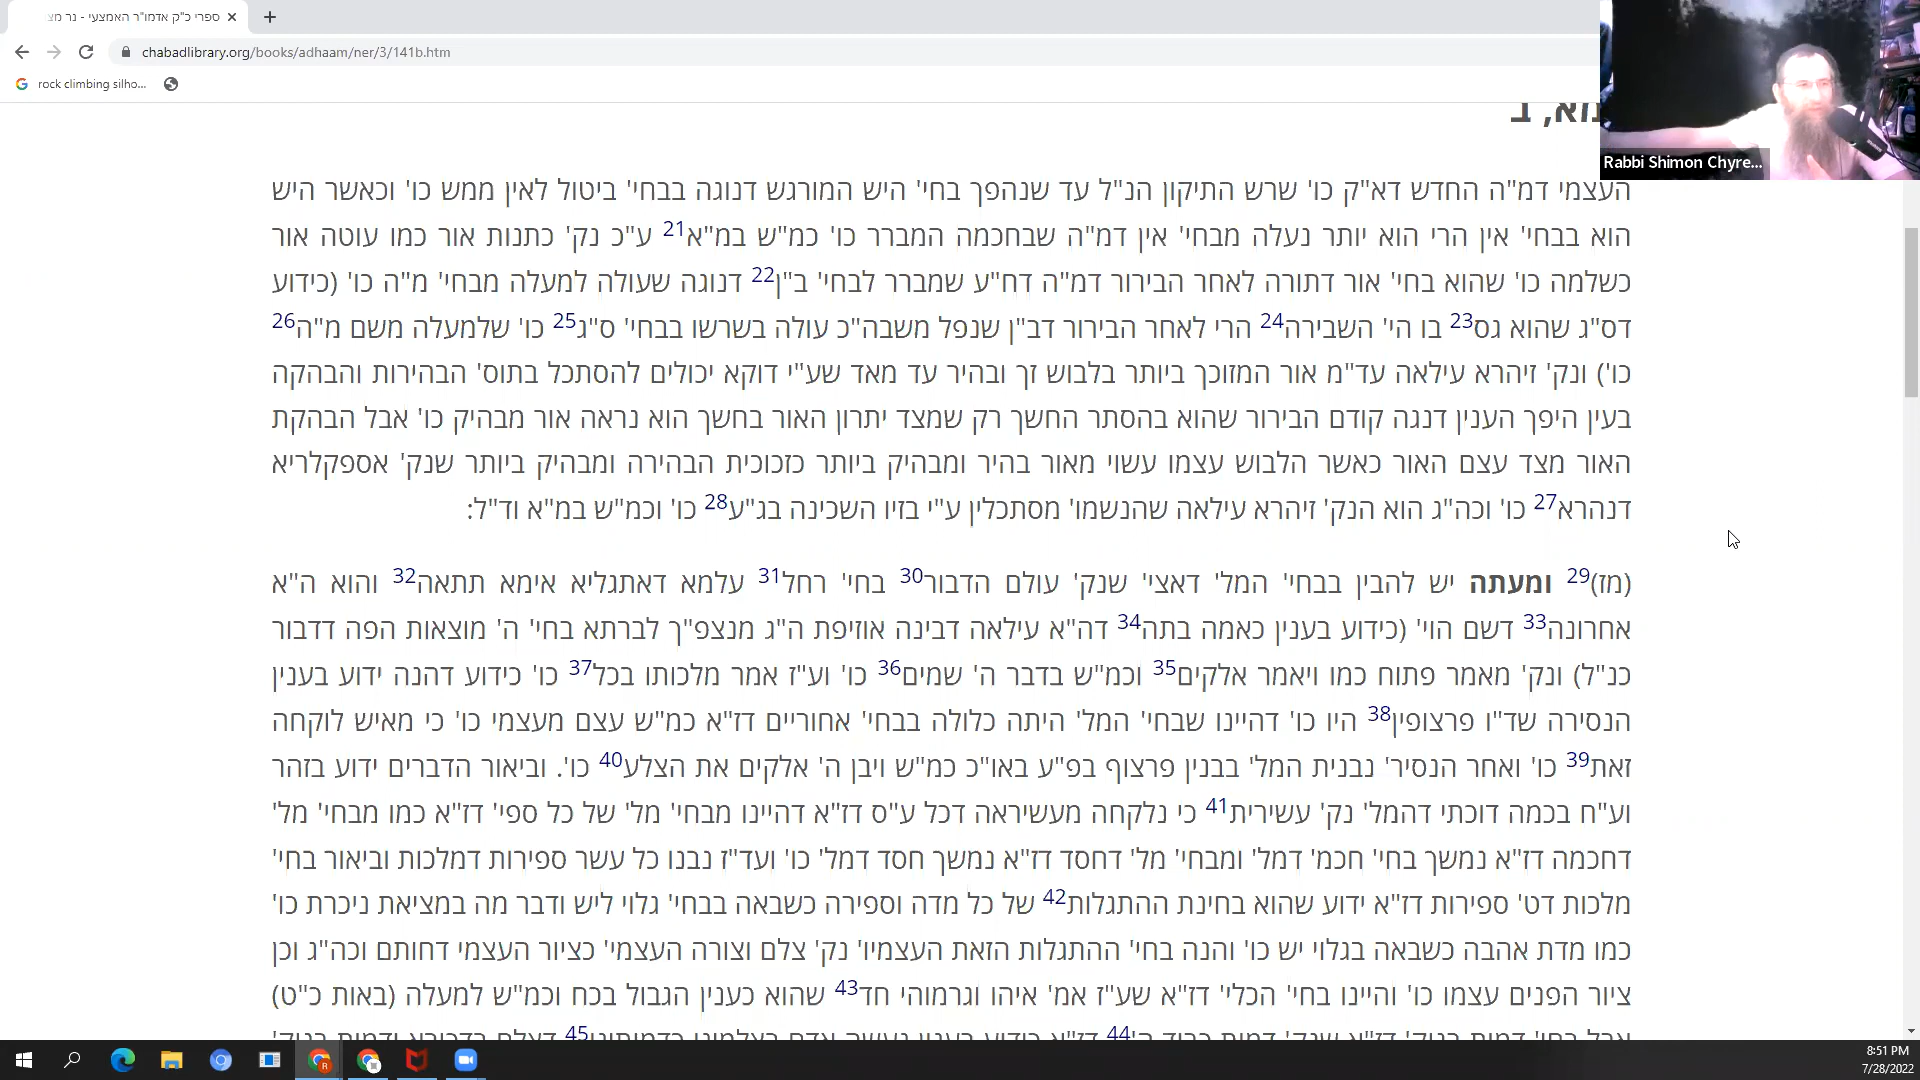 ספרי כ"ק אדמו"ר האמצעי - נר מצ
chabadlibrary.org/books/adhaam/ner/3/141b.htm
rock climbing silho...
Rabbi Shimon Chyre...
העצמי דמ"ה החדש דא"ק כו' שרש התיקון הנ"ל עד שנהפך בחי' היש המורגש דנוגה בבחי' ביטול לאין ממש כו' וכאשר היש
הוא בבחי' אין הרי הוא יותר נעלה מבחי' אין דמ"ה שבחכמה המברר כו' כמ"ש במ"א21 ע"כ נק' כתנות אור כמו עוטה אור
כשלמה כו' שהוא בחי' אור דתורה לאחר הבירור דמ"ה דח"ע שמברר לבחי' ב"ן22 דנוגה שעולה למעלה מבחי' מ"ה כו' (כידוע
דס"ג שהוא גס23 בו הי' השבירה24 הרי לאחר הבירור דב"ן שנפל משבה"כ עולה בשרשו בבחי' ס"ג25 כו' שלמעלה משם מ"ה26
כו') ונק' זיהרא עילאה עד"מ אור המזוכך ביותר בלבוש זך ובהיר עד מאד שע"י דוקא יכולים להסתכל בתוס' הבהירות והבהקה
בעין היפך הענין דנגה קודם הבירור שהוא בהסתר החשך רק שמצד יתרון האור בחשך הוא נראה אור מבהיק כו' אבל הבהקת
האור מצד עצם האור כאשר הלבוש עצמו עשוי מאור בהיר ומבהיק ביותר כזכוכית הבהירה ומבהיק ביותר שנק' אספקלריא
דנהרא27 כו' וכה"ג הוא הנק' זיהרא עילאה שהנשמו' מסתכלין ע"י בזיו השכינה בג"ע28 כו' וכמ"ש במ"א וד"ל:
(מז)29 ומעתה יש להבין בבחי' המל' דאצי' שנק' עולם הדבור30 בחי' רחל31 עלמא דאתגליא אימא תתאה32 והוא ה"א
אחרונה33 דשם הוי' (כידוע בענין כאמה בתה34 דה"א עילאה דבינה אוזיפת ה"ג מנצפ"ך לברתא בחי' ה' מוצאות הפה דדבור
כנ"ל) ונק' מאמר פתוח כמו ויאמר אלקים35 וכמ"ש בדבר ה' שמים36 כו' וע"ז אמר מלכותו בכל37 כו' כידוע דהנה ידוע בענין
הנסירה שד"ו פרצופין38 היו כו' דהיינו שבחי' המל' היתה כלולה בבחי' אחוריים דז"א כמ"ש עצם מעצמי כו' כי מאיש לוקחה
זאת39 כו' ואחר הנסיר' נבנית המל' בבנין פרצוף בפ"ע באו"כ כמ"ש ויבן ה' אלקים את הצלע40 כו'. וביאור הדברים ידוע בזהר
וע"ח בכמה דוכתי דהמל' נק' עשירית41 כי נלקחה מעשיראה דכל ע"ס דז"א דהיינו מבחי' מל' של כל ספי' דז"א כמו מבחי' מל'
דחכמה דז"א נמשך בחי' חכמ' דמל' ומבחי' מל' דחסד דז"א נמשך חסד דמל' כו' ועד"ז נבנו כל עשר ספירות דמלכות וביאור בחי'
מלכות דט' ספירות דז"א ידוע שהוא בחינת ההתגלות42 של כל מדה וספירה כשבאה בבחי' גלוי ליש ודבר מה במציאת ניכרת כו'
כמו מדת אהבה כשבאה בגלוי יש כו' והנה בחי' ההתגלות הזאת העצמיו' נק' צלם וצורה העצמי' כציור העצמי דחותם וכה"ג וכן
ציור הפנים עצמו כו' והיינו בחי' הכלי' דז"א שע"ז אמ' איהו וגרמוהי חד43 שהוא כענין הגבול בכח וכמ"ש למעלה (באות כ"ט)
8:51 PM
7/28/2022